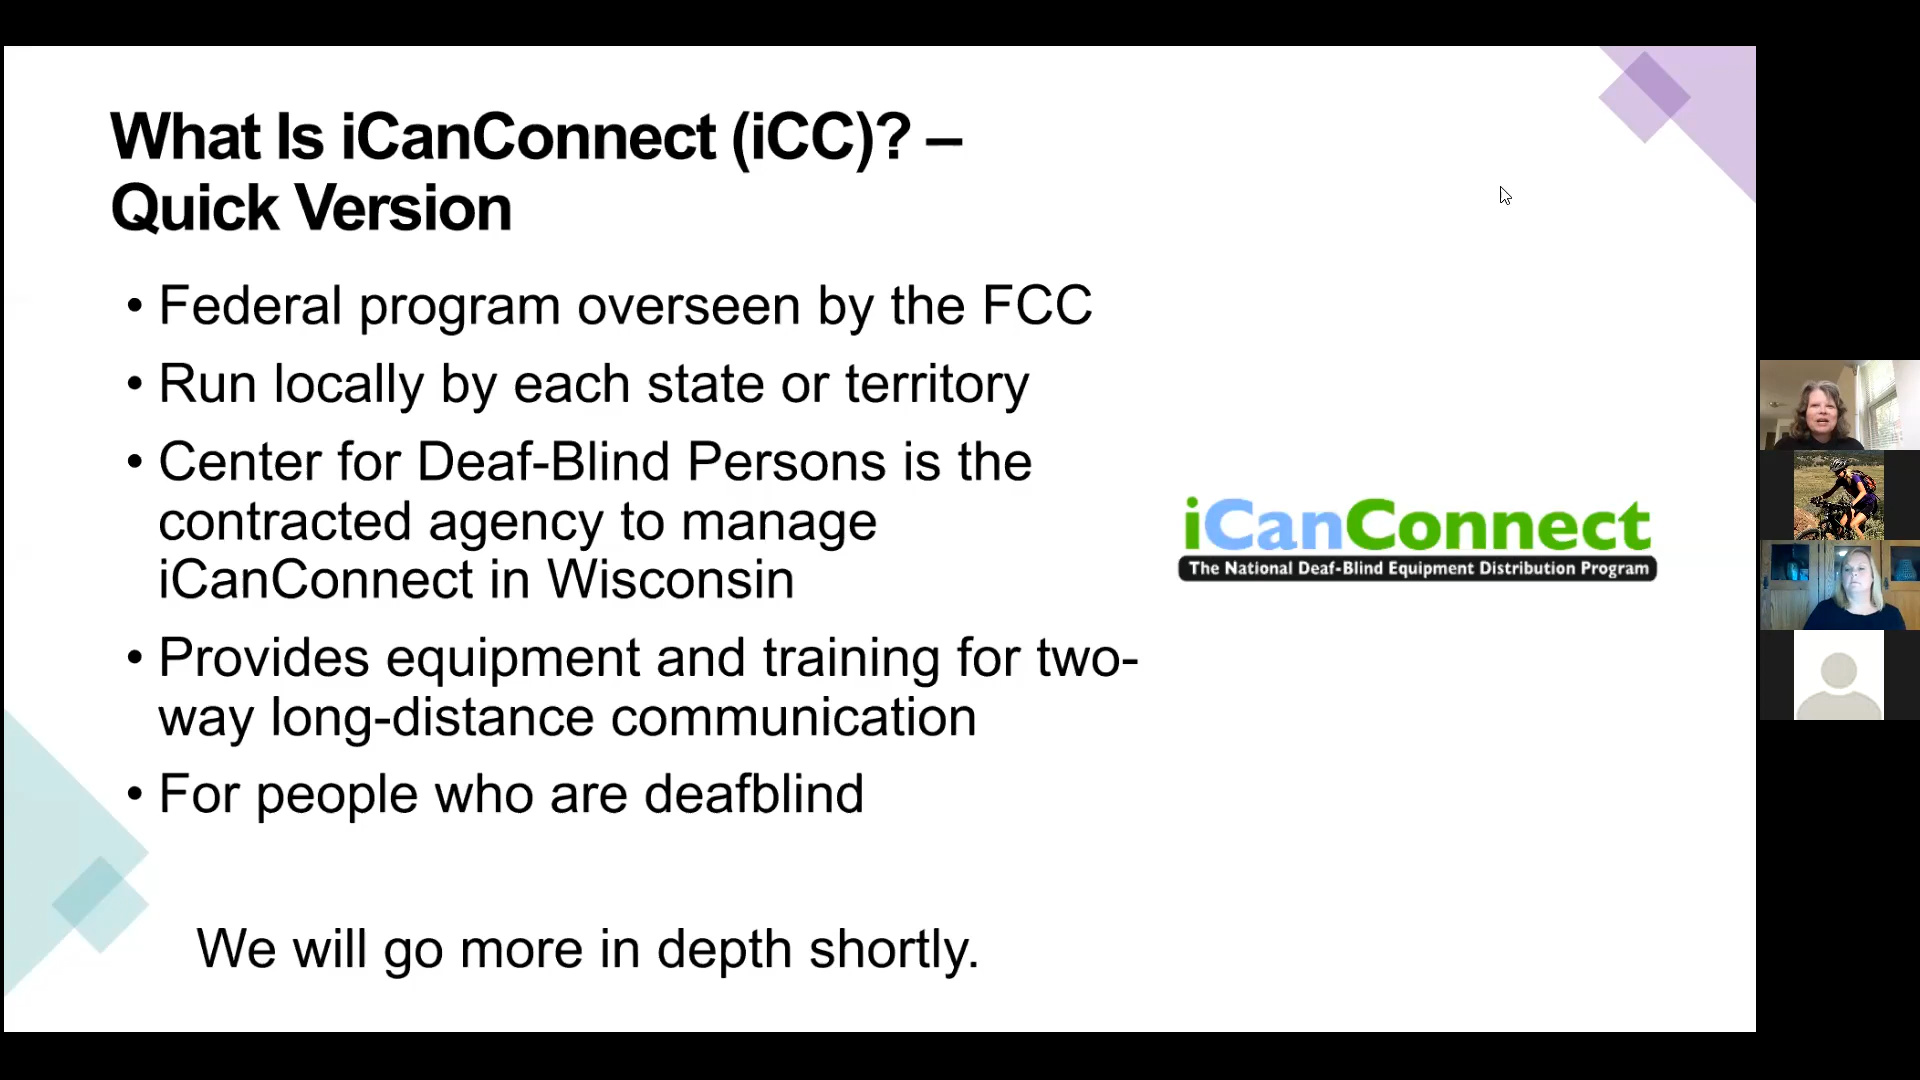 What Is iCanConnect (iCC)? –
Quick Version
• Federal program overseen by the FCC
• Run locally by each state or territory
• Center for Deaf-Blind Persons is the
contracted agency to manage
iCanConnect in Wisconsin
• Provides equipment and training for two-
way long-distance communication
• For people who are deafblind
We will go more in depth shortly.
iCanConnect
The National Deaf-Blind Equipment Distribution Program